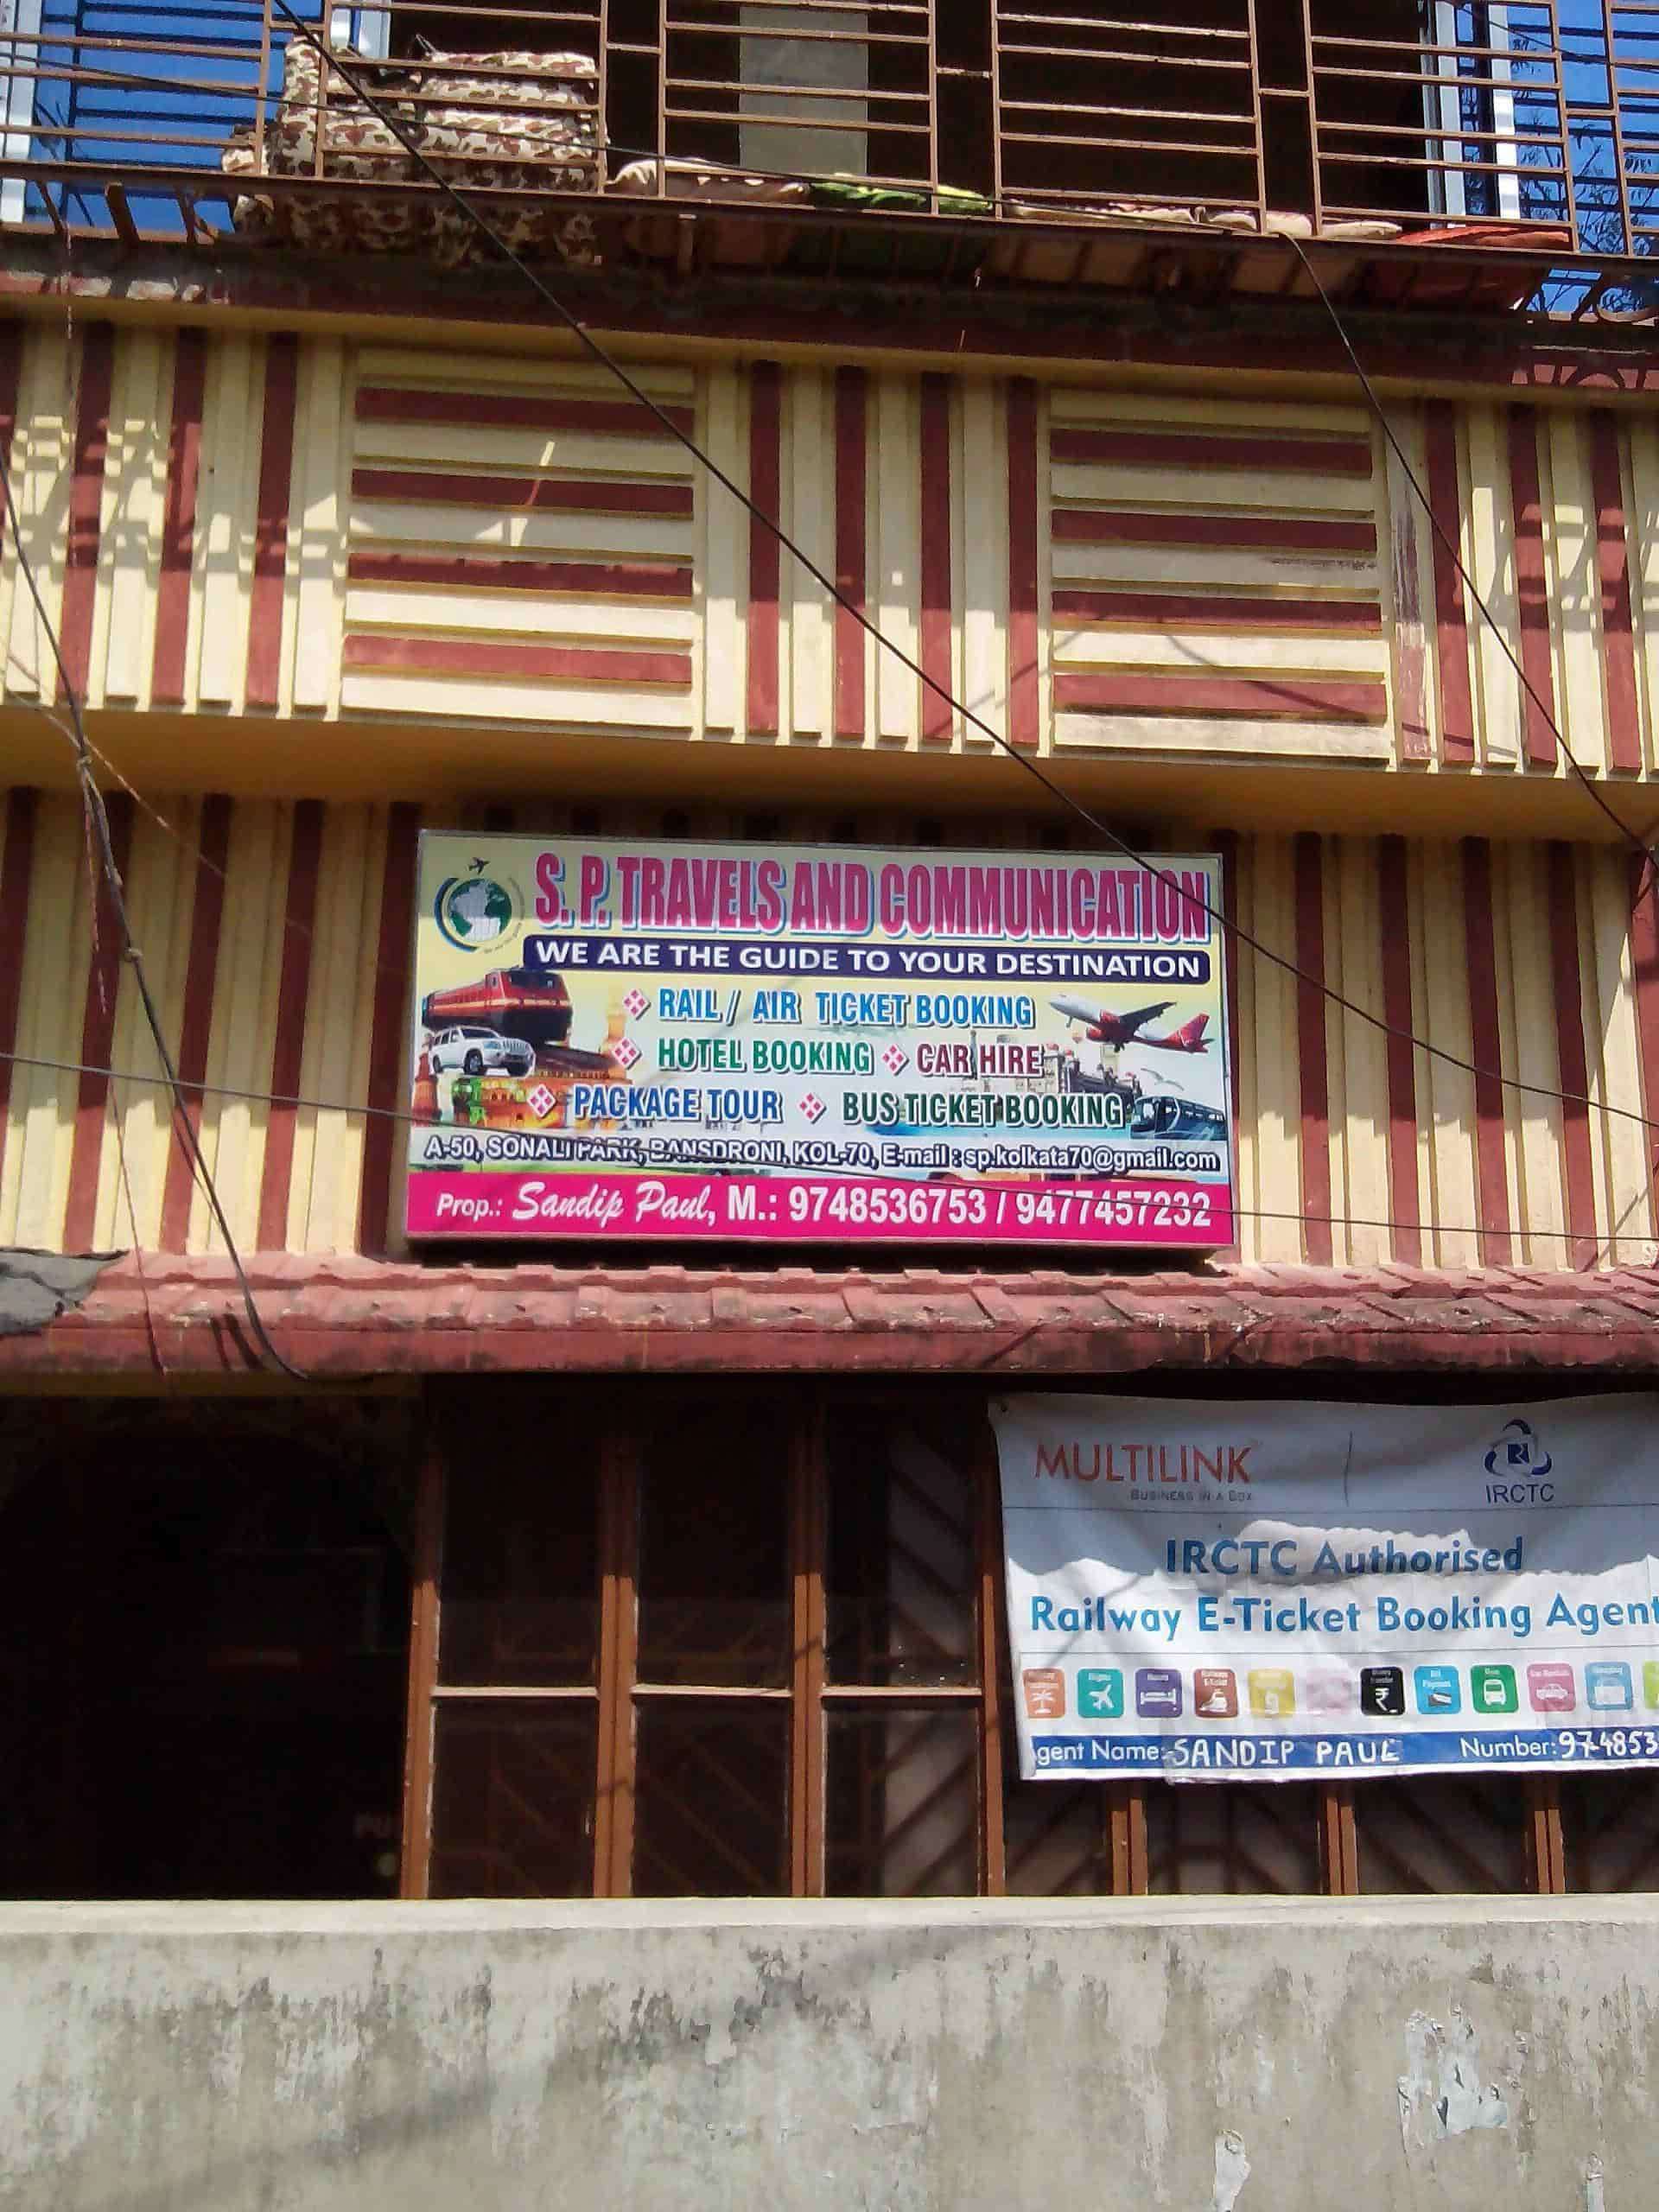 S. P. TRAVELS AND COMMUNICATION
WE ARE THE GUIDE TO YOUR DESTINATION
RAIL / AIR TICKET BOOKING
HOTEL BOOKING CAR HIRE
PACKAGE TOUR BUS TICKET BOOKING
A-50, SONALI PARK, BANSDRONI, KOL-70, E-mail : sp.kolkata70@gmail.com
Prop.: Sandip Paul, M.: 9748536753 / 9477457232
MULTILINK
BUSINESS IN A BOX
IRCTC
IRCTC Authorised
Railway E-Ticket Booking Agent
gent Name:-SANDIP PAUL Number:974853